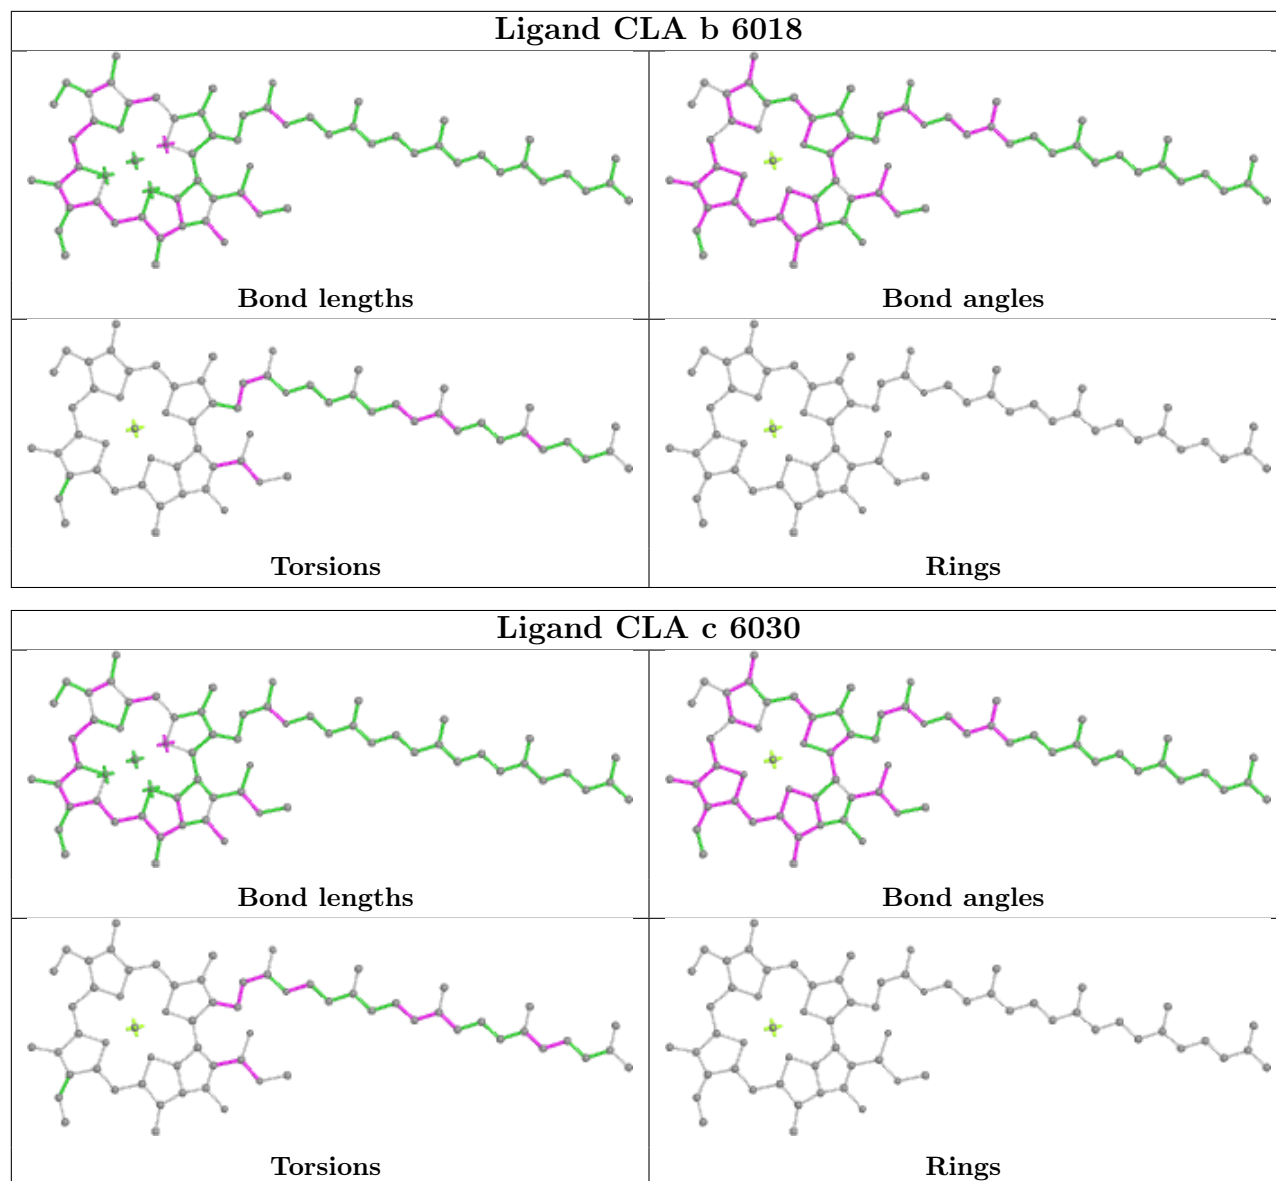 Ligand CLA b 6018
Bond lengths
Bond angles
Torsions
Rings
Ligand CLA c 6030
Bond lengths
Bond angles
Torsions
Rings